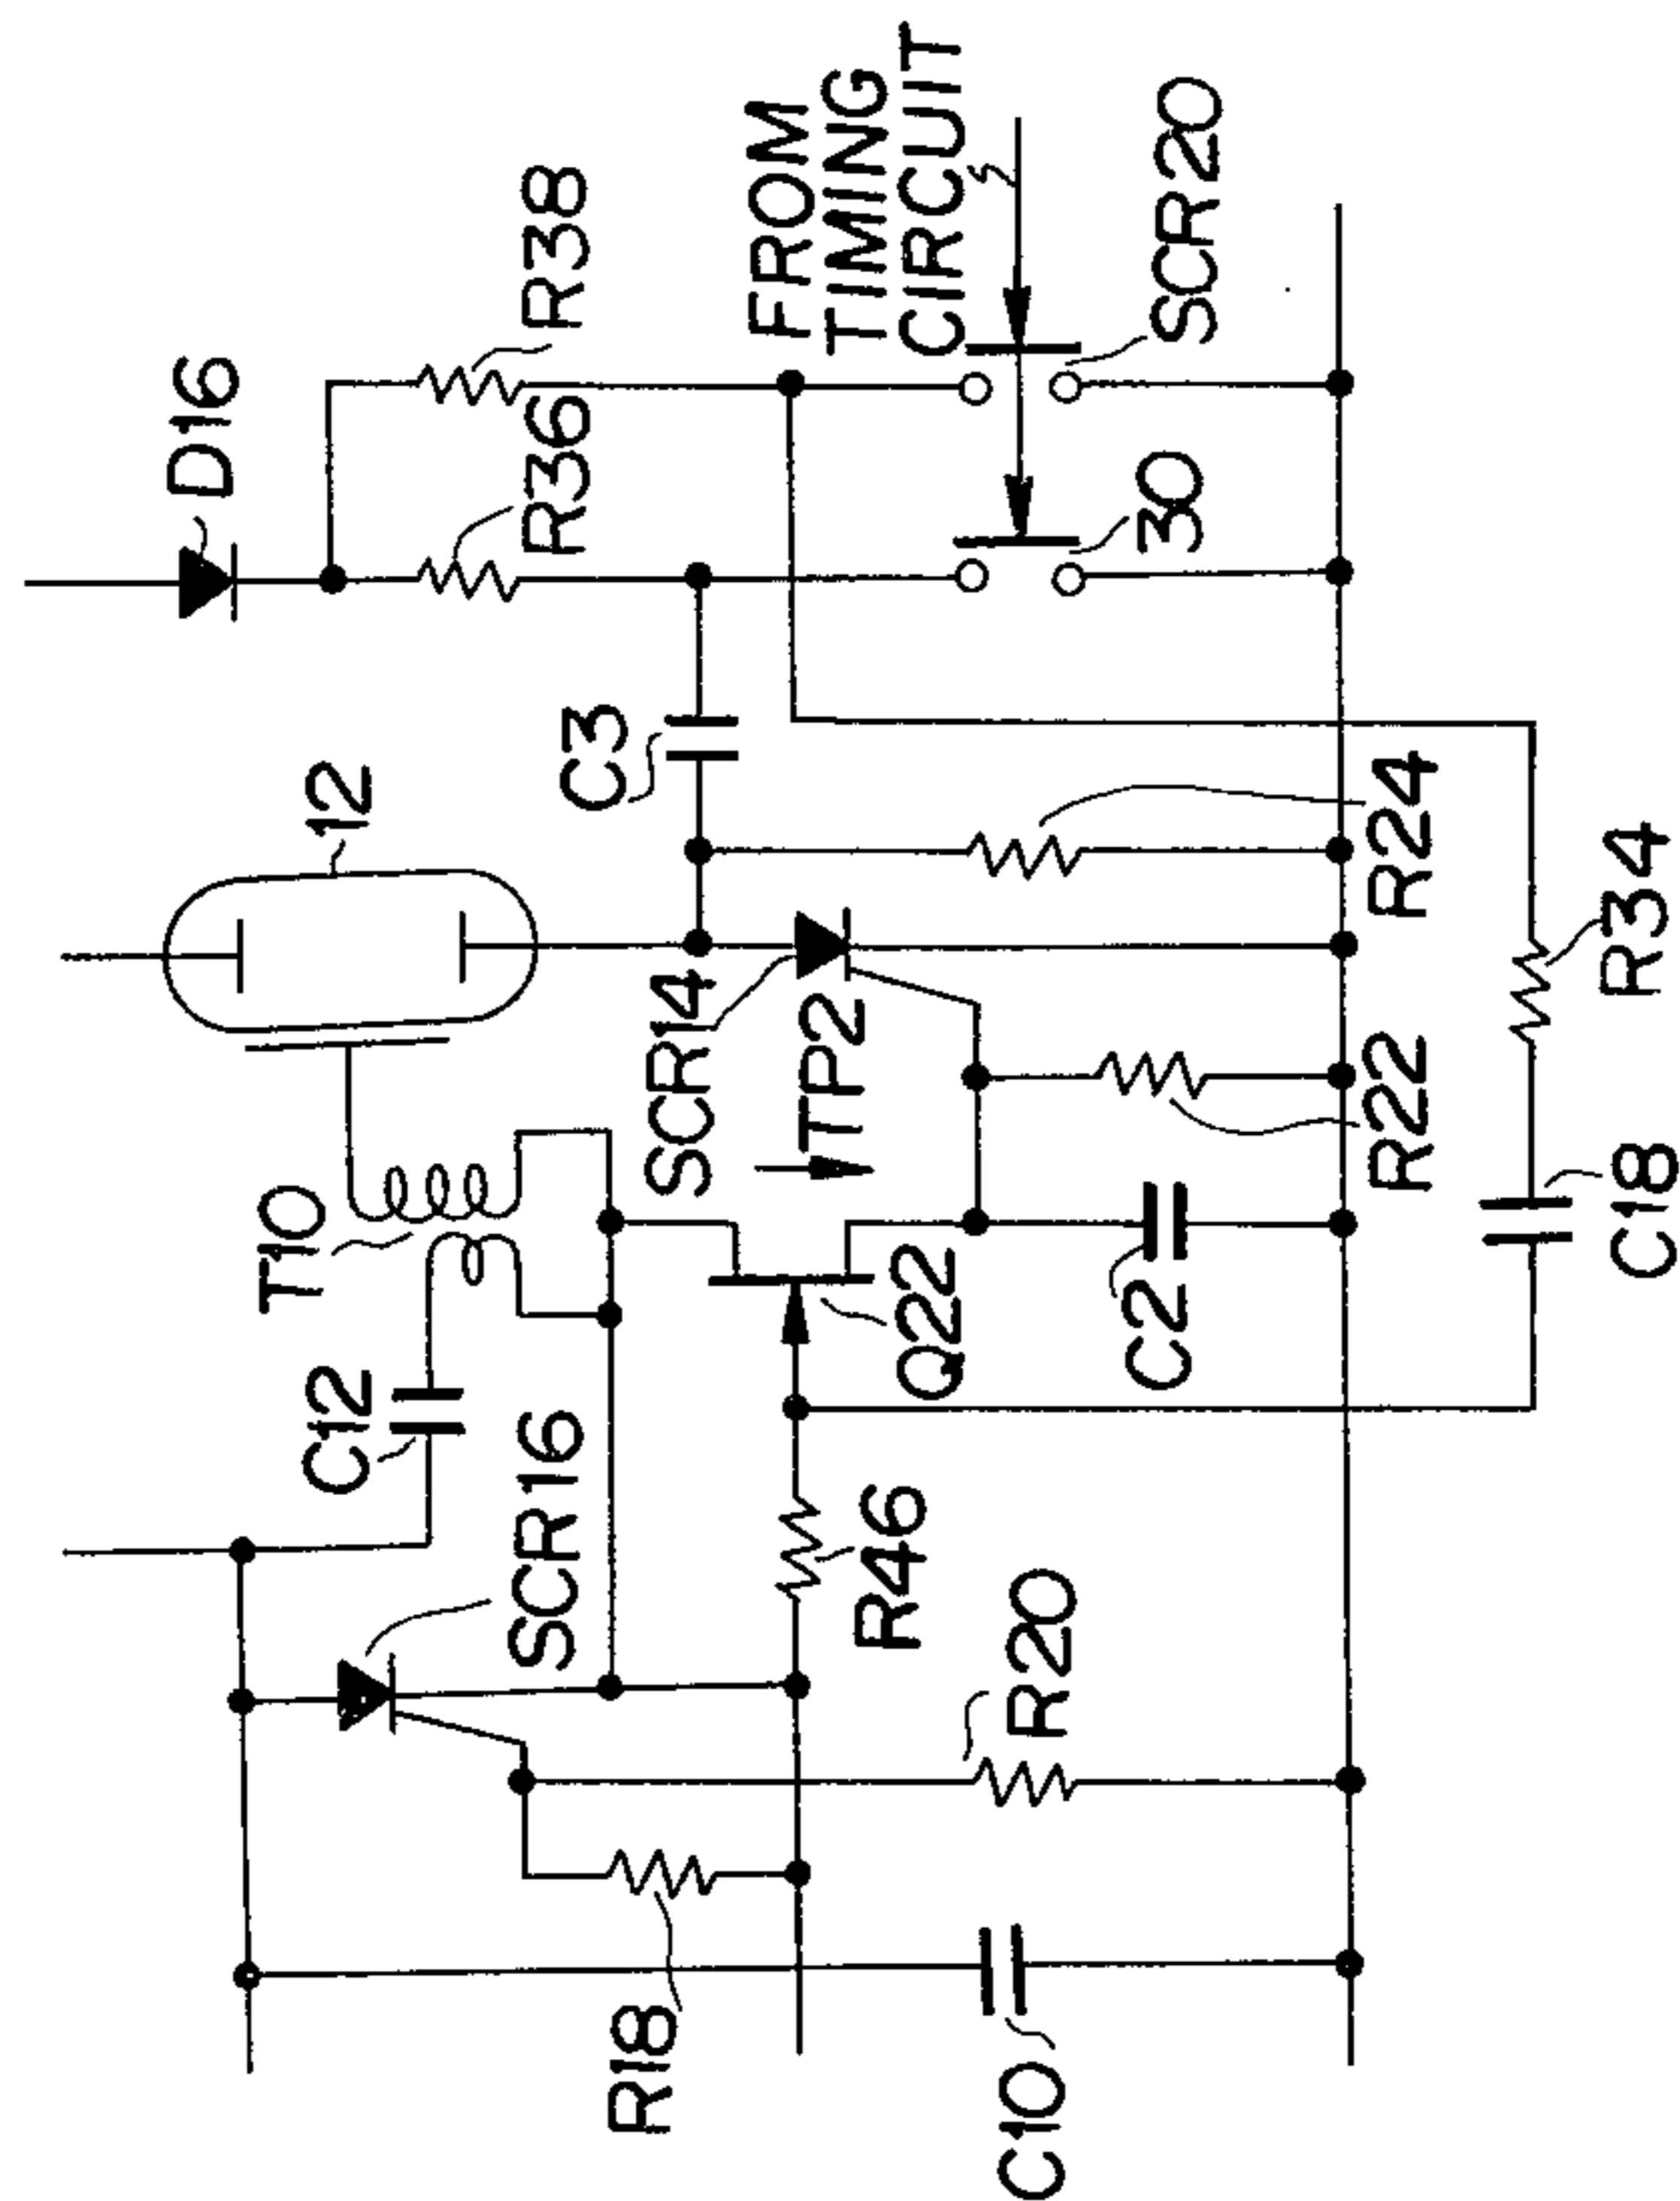 D16
R38
R36
FROM
TIMING
CIRCUIT
SCR20
30
12
C3
T10
SCR14
TP2
R24
R22
R34
C18
C12
SCR16
Q22
C2
R46
R20
R18
C10